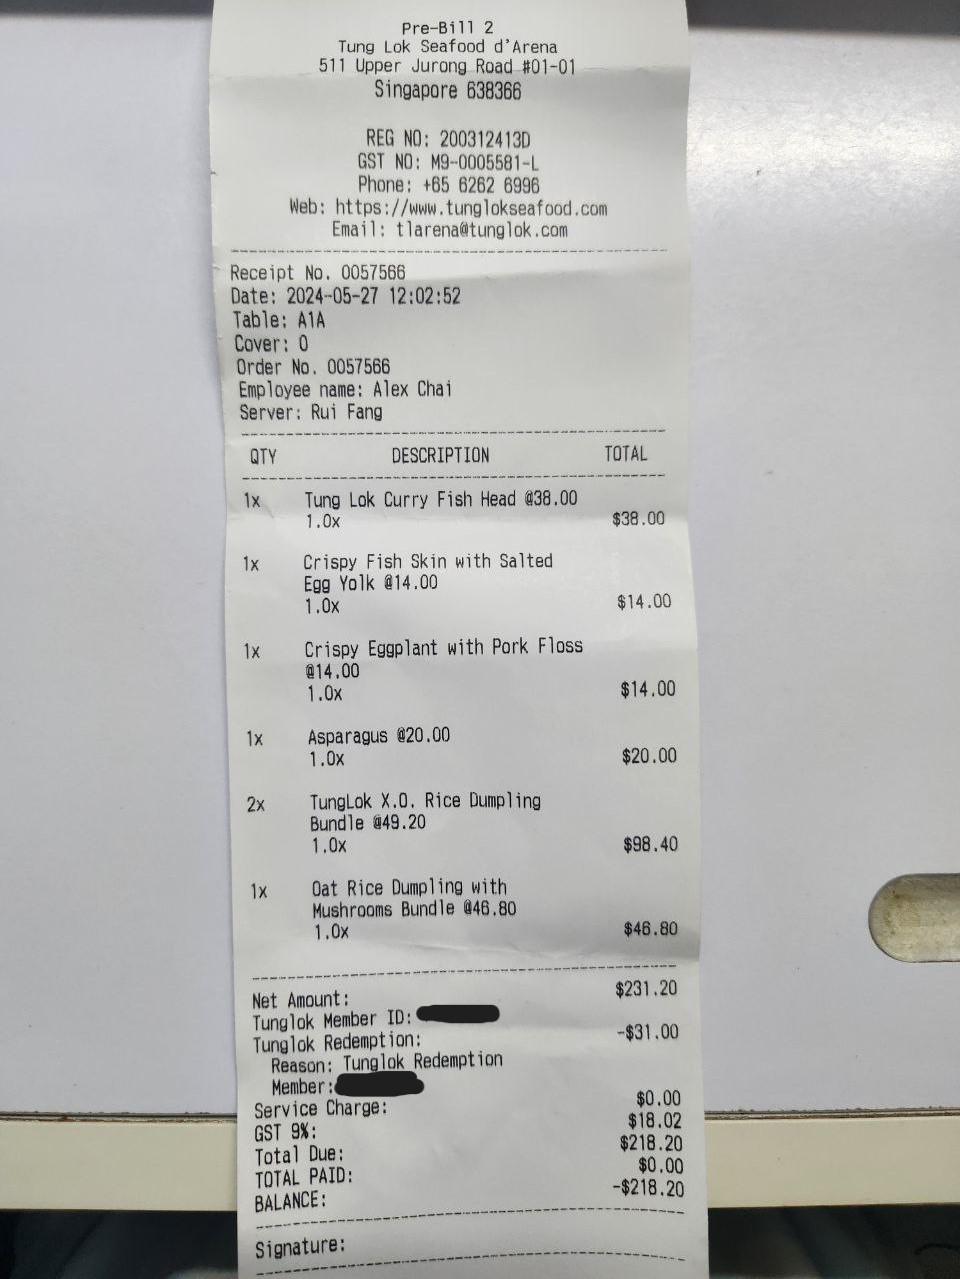 Pre-Bill 2
Tung Lok Seafood d'Arena
511 Upper Jurong Road #01-01
Singapore 638366
REG NO: 200312413D
GST NO: M9-0005581-L
Phone: +65 6262 6996
Web: https://www.tunglokseafood.com
Email: tlarena@tunglok.com
Receipt No. 0057566
Date: 2024-05-27 12:02:52
Table: A1A
Cover: 0
Order No. 0057566
Employee name: Alex Chai
Server: Rui Fang
QTY DESCRIPTION TOTAL
1x Tung Lok Curry Fish Head @38.00
1.0x $38.00
1x Crispy Fish Skin with Salted
Egg Yolk @14.00
1.0x $14.00
1x Crispy Eggplant with Pork Floss
@14.00
1.0x $14.00
1x Asparagus @20.00
1.0x $20.00
2x TungLok X.O. Rice Dumpling
Bundle @49.20
1.0x $98.40
1x Oat Rice Dumpling with
Mushrooms Bundle @46.80
1.0x $46.80
Net Amount: $231.20
Tunglok Member ID:
Tunglok Redemption: -$31.00
Reason: Tunglok Redemption
Member:
Service Charge: $0.00
GST 9%: $18.02
Total Due: $218.20
TOTAL PAID: $0.00
BALANCE: -$218.20
Signature: